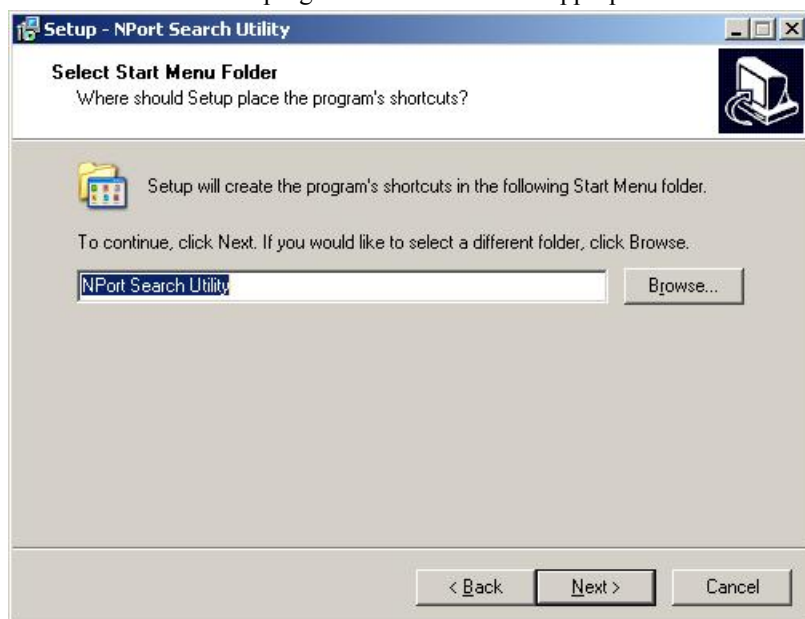 Setup - NPort Search Utility
Select Start Menu Folder
Where should Setup place the program's shortcuts?
Setup will create the program's shortcuts in the following Start Menu folder.
To continue, click Next. If you would like to select a different folder, click Browse.
NPort Search Utility
Browse...
< Back
Next >
Cancel